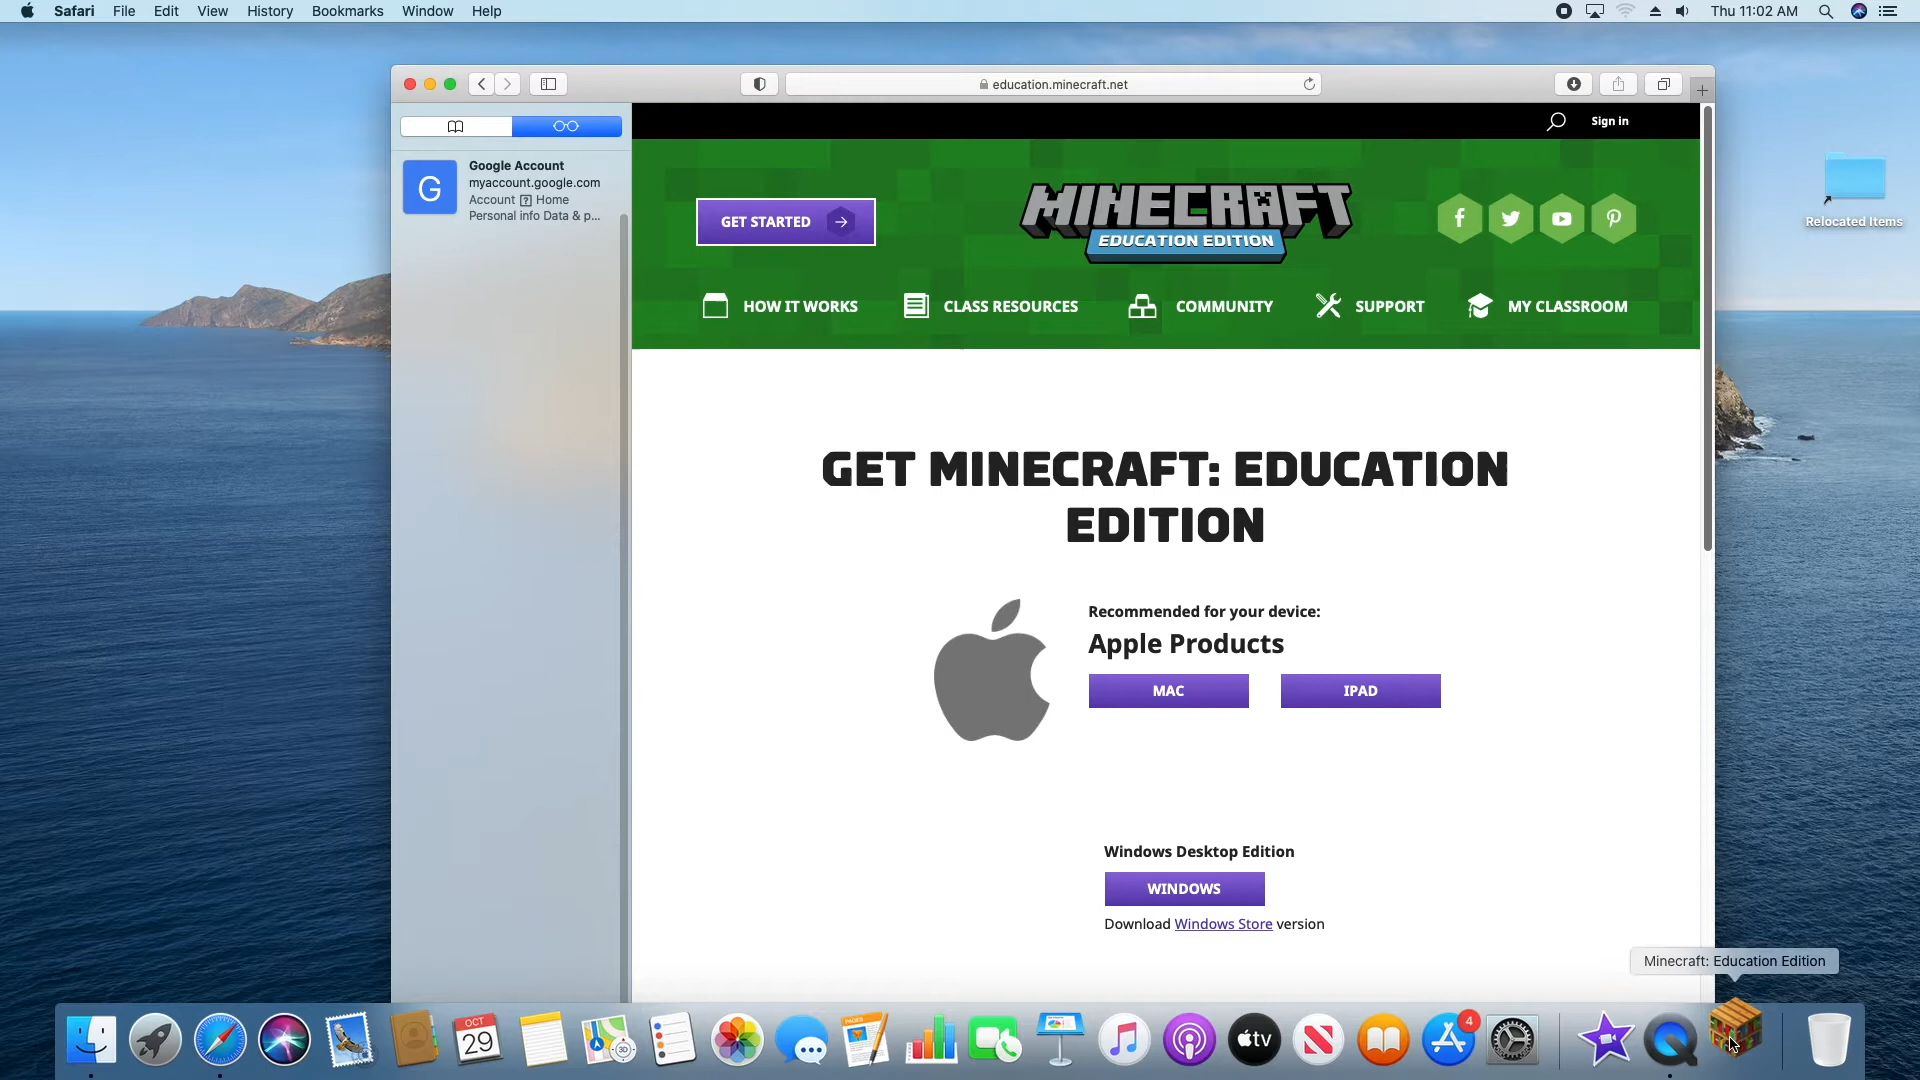 Safari File Edit View History Bookmarks Window Help
Thu 11:02 AM
education.minecraft.net
G
Google Account
myaccount.google.com
Account ? Home
Personal info Data & p...
Sign in
GET STARTED
MINECRAFT
EDUCATION EDITION
HOW IT WORKS
CLASS RESOURCES
COMMUNITY
SUPPORT
MY CLASSROOM
Relocated Items
GET MINECRAFT: EDUCATION
EDITION
Recommended for your device:
Apple Products
MAC
IPAD
Windows Desktop Edition
WINDOWS
Download Windows Store version
Minecraft: Education Edition
OCT
29
3D
PAGES
tv
4